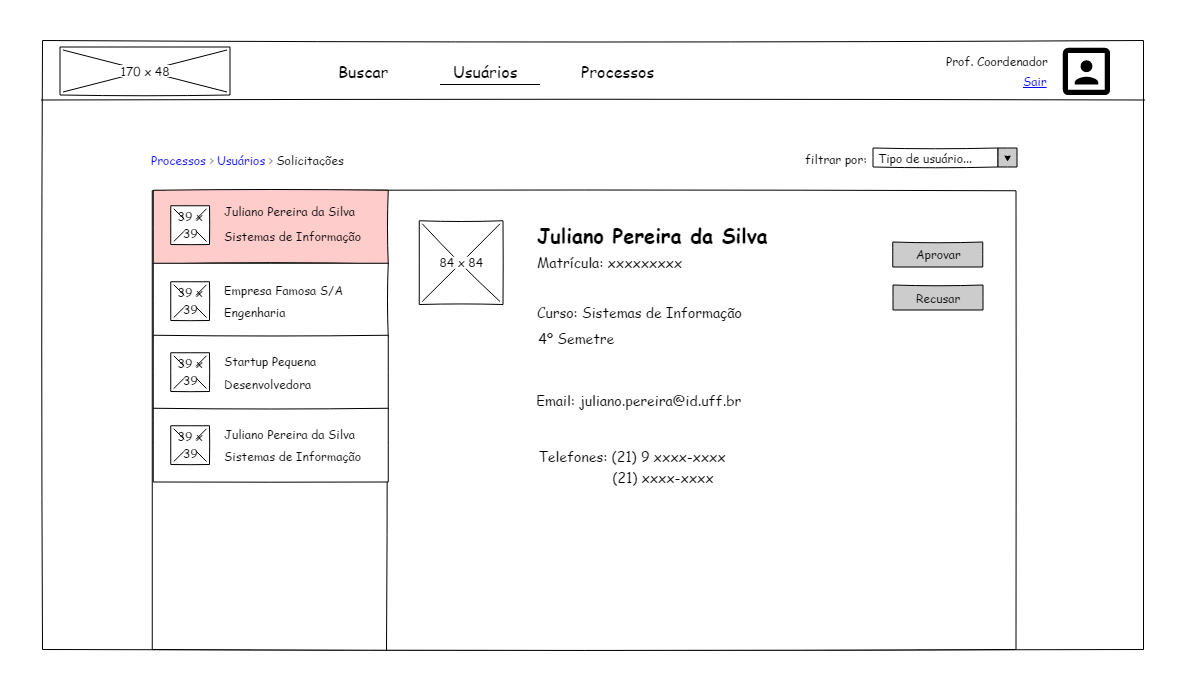 170 x 48
Buscar
Usuários
Processos
Prof. Coordenador
Sair
Processos > Usuários > Solicitações
filtrar por: Tipo de usuário...
39 x
39
Juliano Pereira da Silva
Sistemas de Informação
39 x
39
Empresa Famosa S/A
Engenharia
39 x
39
Startup Pequena
Desenvolvedora
39 x
39
Juliano Pereira da Silva
Sistemas de Informação
84 x 84
Juliano Pereira da Silva
Matrícula: xxxxxxxxx
Curso: Sistemas de Informação
4º Semetre
Email: juliano.pereira@id.uff.br
Telefones: (21) 9 xxxx-xxxx
(21) xxxx-xxxx
Aprovar
Recusar